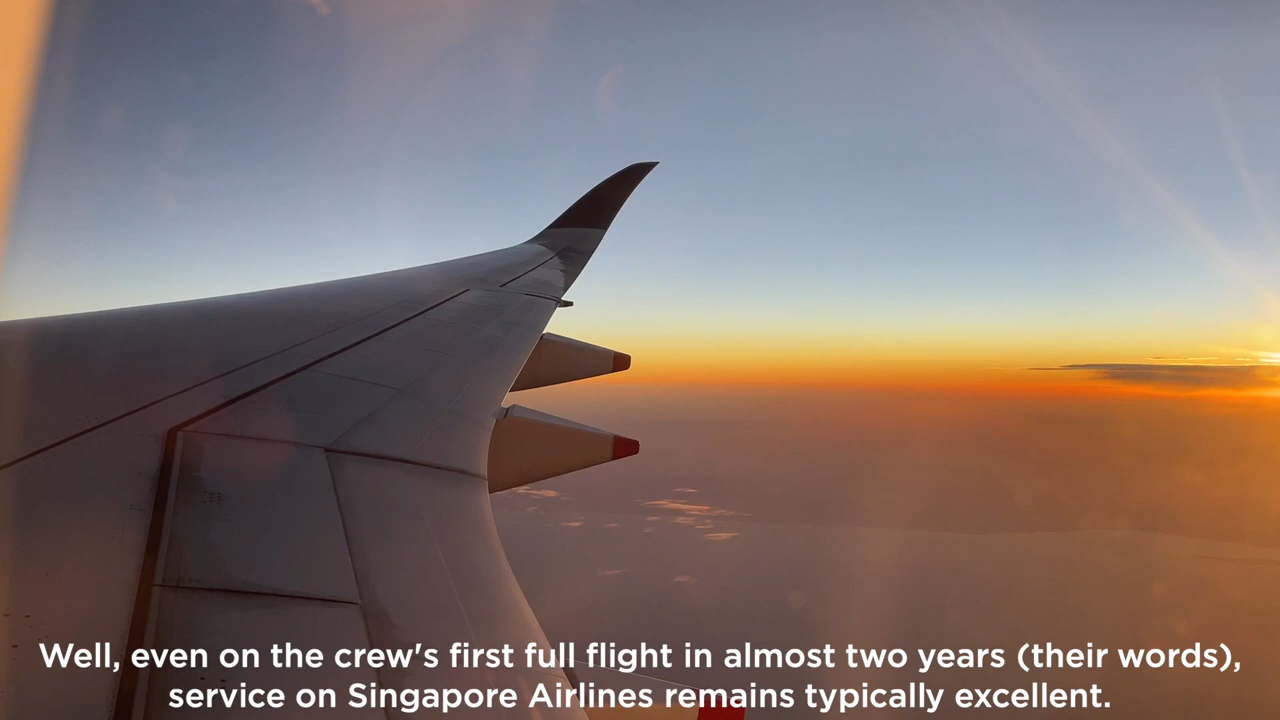 Well, even on the crew's first full flight in almost two years (their words),
service on Singapore Airlines remains typically excellent.